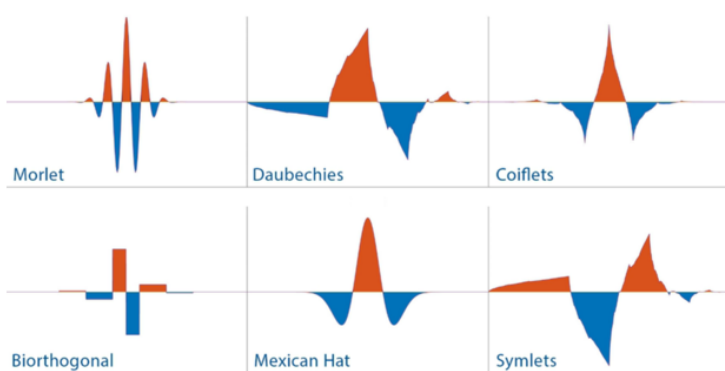 Morlet
Daubechies
Coiflets
Biorthogonal
Mexican Hat
Symlets